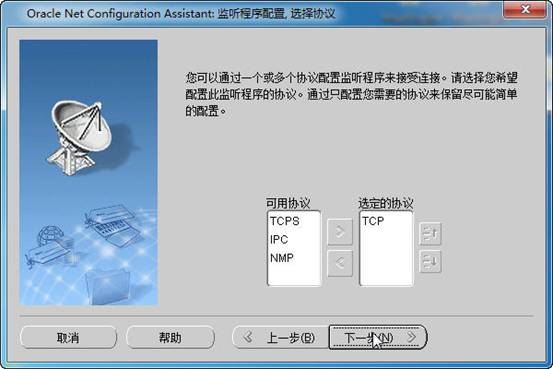 Oracle Net Configuration Assistant: 监听程序配置, 选择协议
您可以通过一个或多个协议配置监听程序来接受连接。请选择您希望
配置此监听程序的协议。通过只配置您需要的协议来保留尽可能简单
的配置。
可用协议 选定的协议
TCPS TCP
IPC
NMP
取消 帮助 上一步(B) 下一步(N)